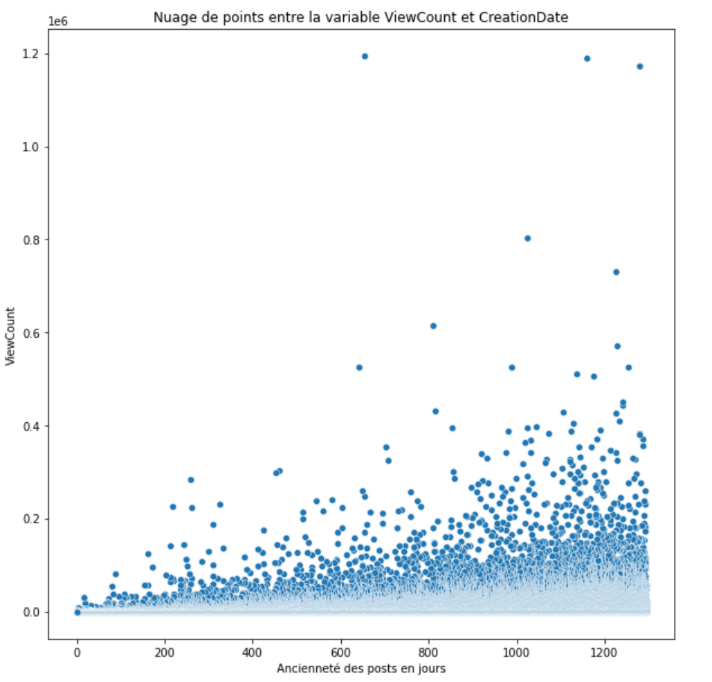 Nuage de points entre la variable ViewCount et CreationDate
1e6
1.2
1.0
0.8
0.6
0.4
0.2
0.0
ViewCount
0 200 400 600 800 1000 1200
Ancienneté des posts en jours